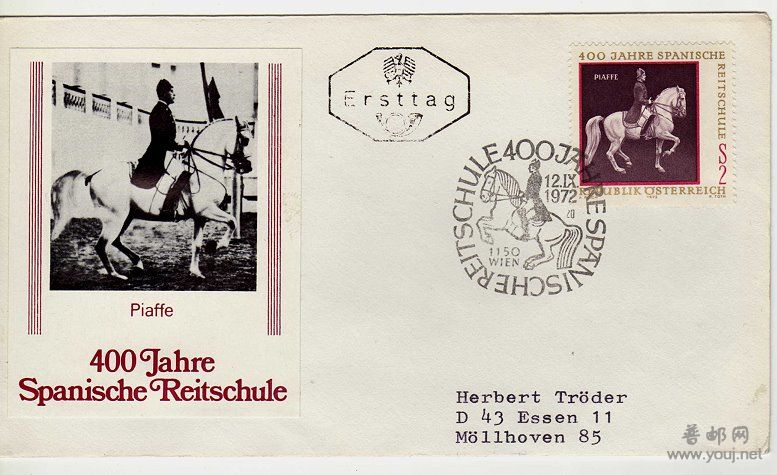 Piaffe
400 Jahre
Spanische Reitschule
Ersttag
400 JAHRE SPANISCHE REITSCHULE
12.IX.
1972
1150
WIEN
400 JAHRE SPANISCHE
REITSCHULE
PIAFFE
S2
REPUBLIK ÖSTERREICH
1972
Herbert Tröder
D 43 Essen 11
Möllhoven 85
普邮网
www.youj.net